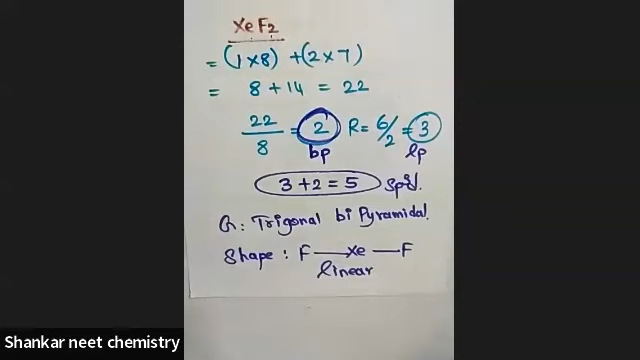 XeF2
= (1×8) + (2×7)
= 8 + 14 = 22
22/8 = 2 R = 6/2 = 3
bp lp
3 + 2 = 5 sp3d.
G: Trigonal bi Pyramidal.
Shape: F — Xe — F
linear
Shankar neet chemistry